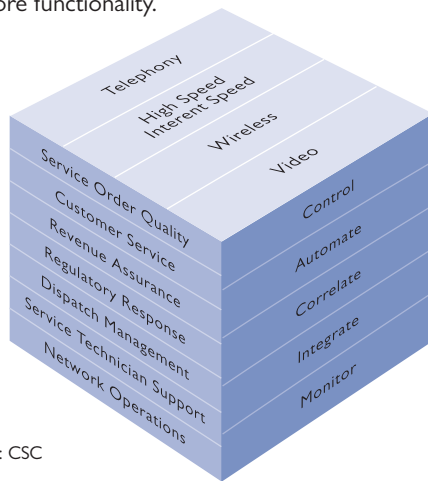 ore functionality.
Telephony
High Speed
Interent Speed
Wireless
Video
Service Order Quality
Customer Service
Revenue Assurance
Regulatory Response
Dispatch Management
Service Technician Support
Network Operations
Control
Automate
Correlate
Integrate
Monitor
: CSC